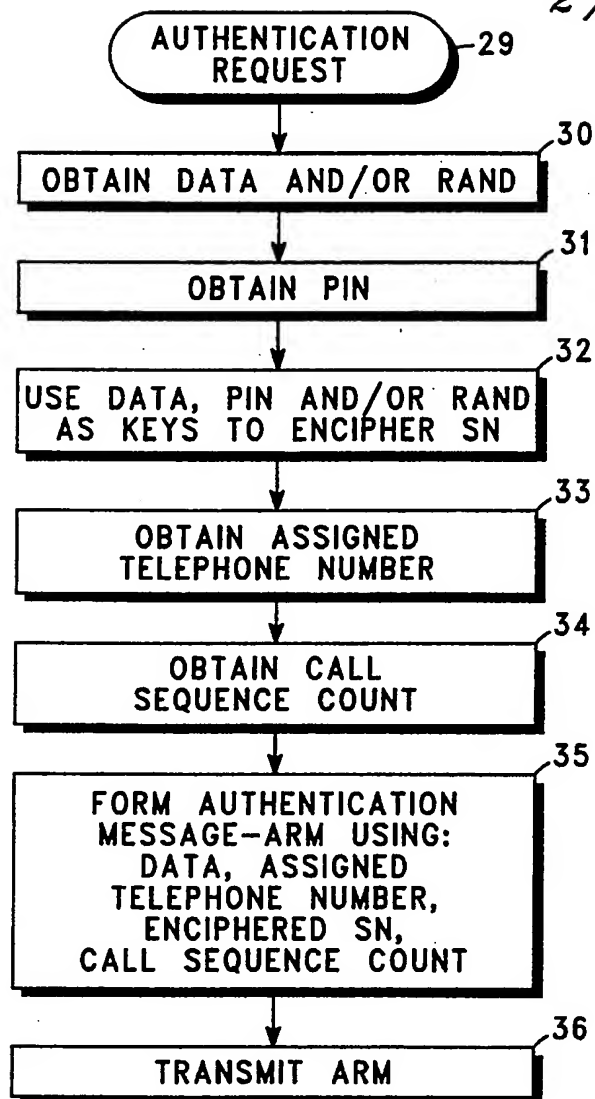 2/
AUTHENTICATION
REQUEST
29
30
OBTAIN DATA AND/OR RAND
31
OBTAIN PIN
32
USE DATA, PIN AND/OR RAND
AS KEYS TO ENCIPHER SN
33
OBTAIN ASSIGNED
TELEPHONE NUMBER
34
OBTAIN CALL
SEQUENCE COUNT
35
FORM AUTHENTICATION
MESSAGE-ARM USING:
DATA, ASSIGNED
TELEPHONE NUMBER,
ENCIPHERED SN,
CALL SEQUENCE COUNT
36
TRANSMIT ARM